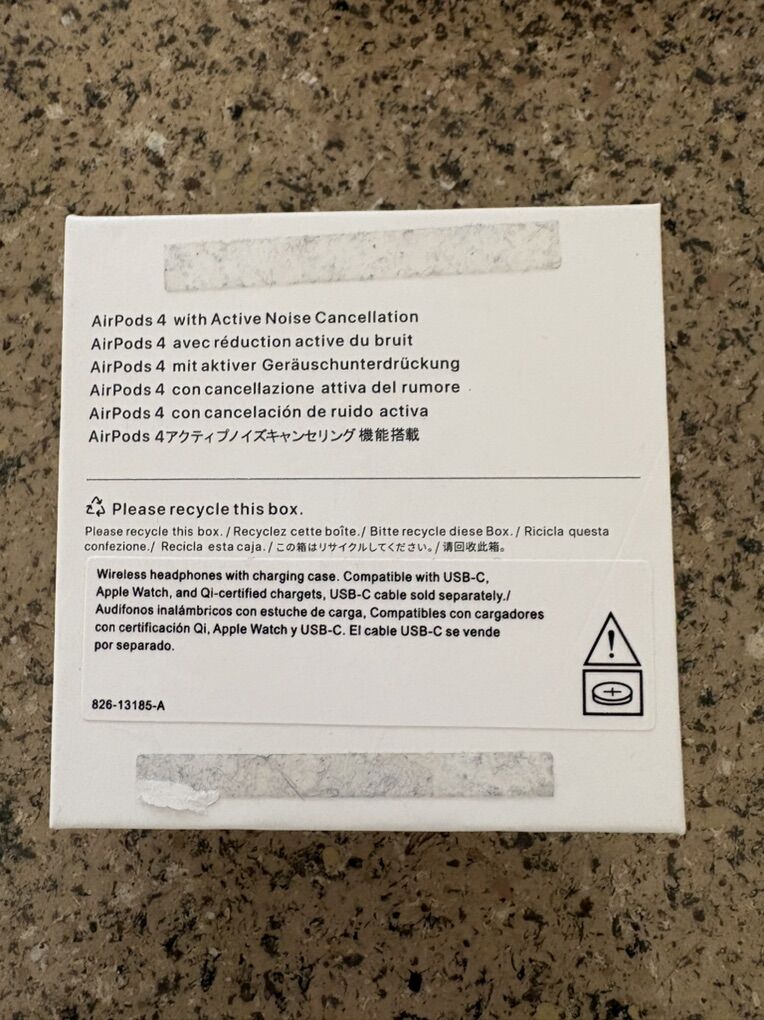 AirPods 4 with Active Noise Cancellation
AirPods 4 avec réduction active du bruit
AirPods 4 mit aktiver Geräuschunterdrückung
AirPods 4 con cancellazione attiva del rumore
AirPods 4 con cancelación de ruido activa
AirPods 4アクティブノイズキャンセリング 機能搭載
Please recycle this box.
Please recycle this box. / Recyclez cette boîte. / Bitte recycle diese Box. / Ricicla questa
confezione. / Recicla esta caja. / この箱はリサイクルしてください。/ 请回收此箱。
Wireless headphones with charging case. Compatible with USB-C,
Apple Watch, and Qi-certified chargets, USB-C cable sold separately./
Audifonos inalámbricos con estuche de carga, Compatibles con cargadores
con certificación Qi, Apple Watch y USB-C. El cable USB-C se vende
por separado.
826-13185-A